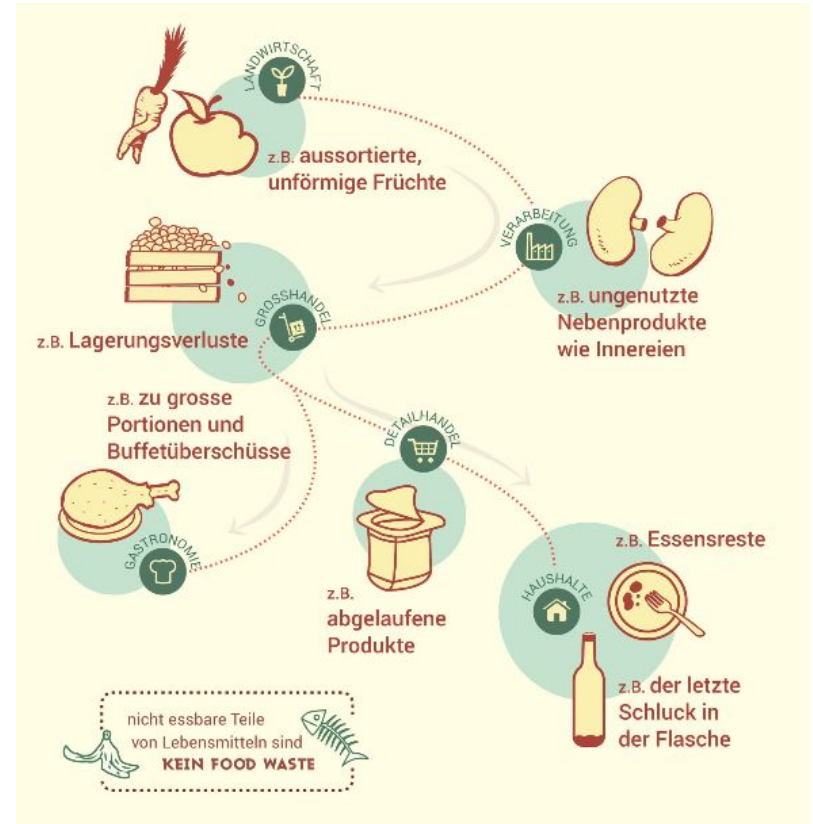 LANDWIRTSCHAFT
z.B. aussortierte,
unförmige Früchte
VERARBEITUNG
z.B. ungenutzte
Nebenprodukte
wie Innereien
GROSSHANDEL
z.B. Lagerungsverluste
z.B. zu grosse
Portionen und
Buffetüberschüsse
GASTRONOMIE
DETAILHANDEL
z.B.
abgelaufene
Produkte
HAUSHALTE
z.B. Essensreste
z.B. der letzte
Schluck in
der Flasche
nicht essbare Teile
von Lebensmitteln sind
KEIN FOOD WASTE